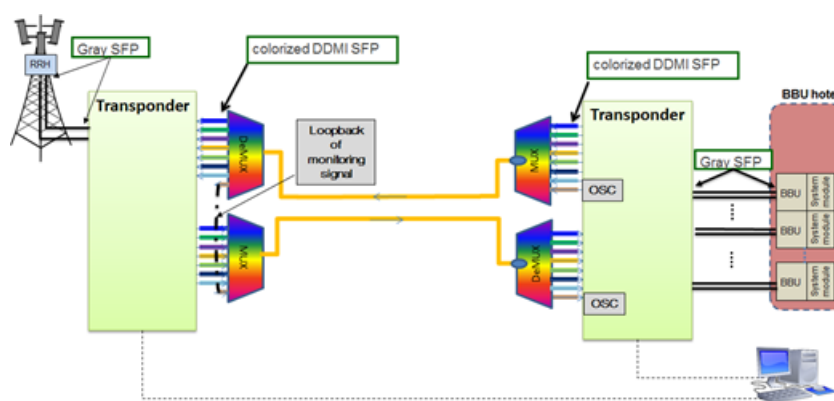 Gray SFP
colorized DDMI SFP
RRH
Transponder
DeMUX
Loopback
of
monitoring
signal
MUX
colorized DDMI SFP
Transponder
MUX
OSC
DeMUX
OSC
Gray SFP
BBU hotel
BBU
System
module
BBU
System
module
BBU
System
module